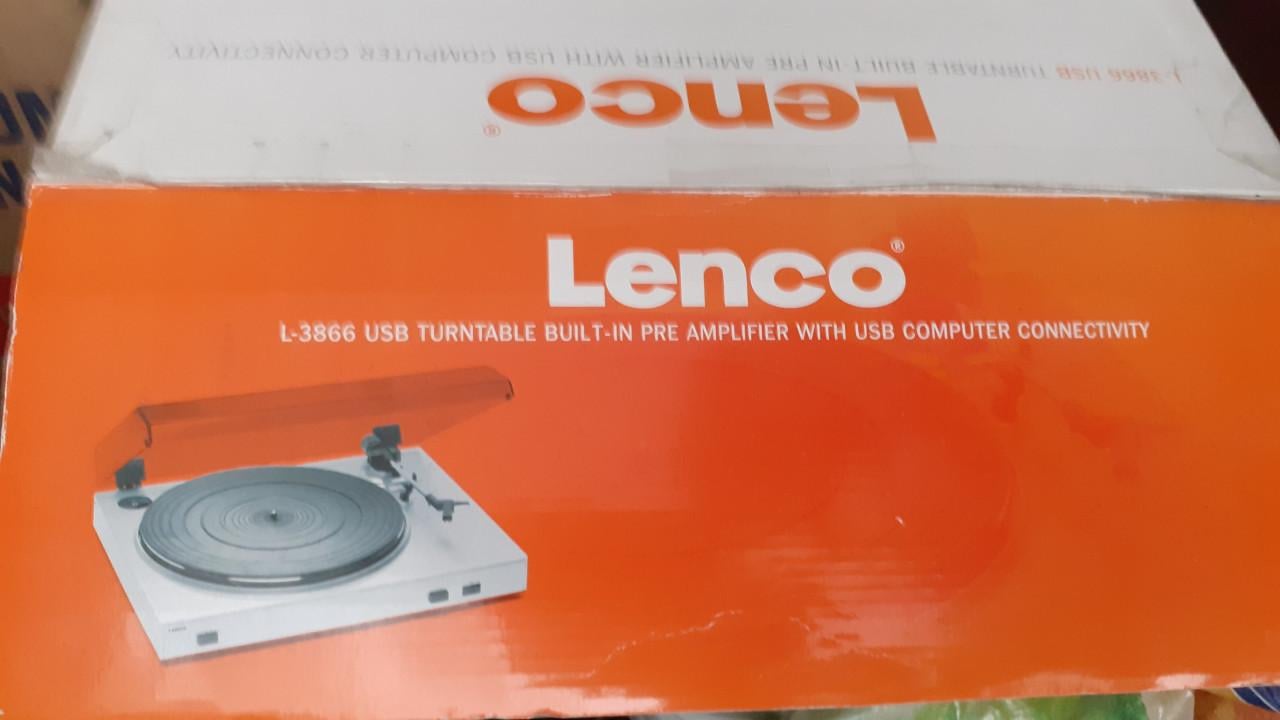 L-3866 USB TURNTABLE BUILT-IN PRE AMPLIFIER WITH USB COMPUTER CONNECTIVITY
Lenco®
Lenco®
L-3866 USB TURNTABLE BUILT-IN PRE AMPLIFIER WITH USB COMPUTER CONNECTIVITY